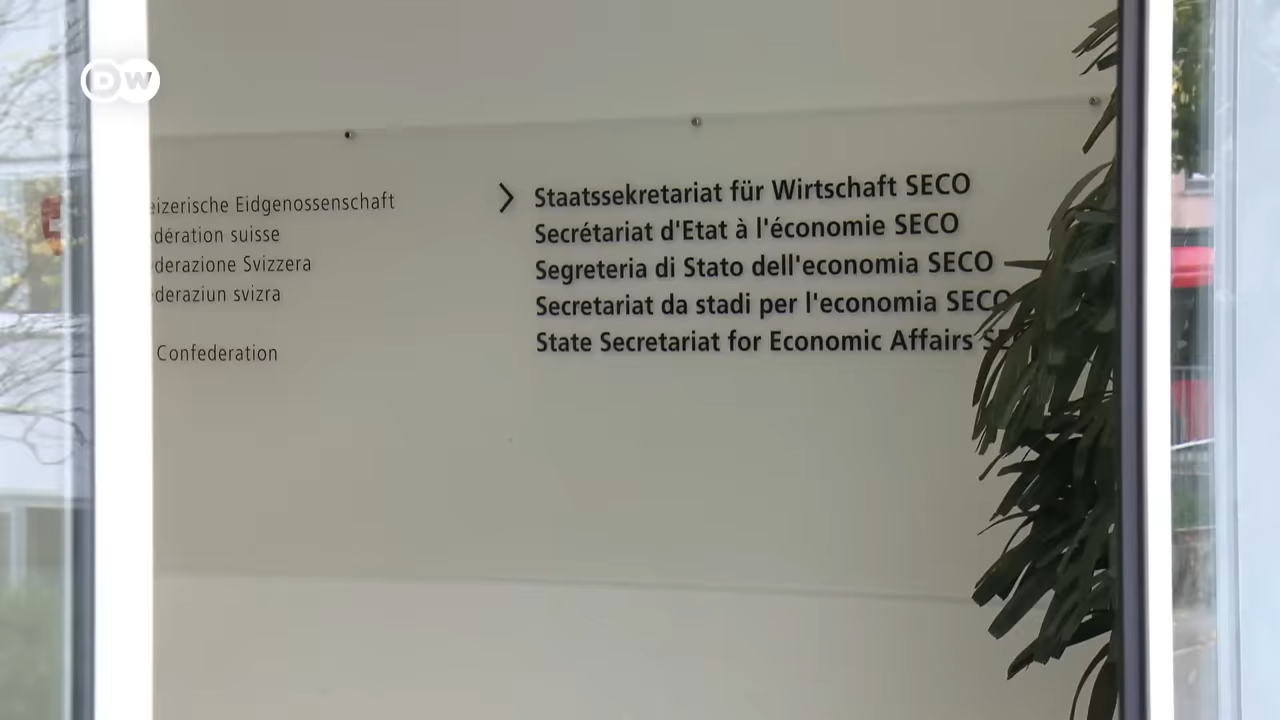 DW
eizerische Eidgenossenschaft
dération suisse
derazione Svizzera
deraziun svizra
Confederation
Staatssekretariat für Wirtschaft SECO
Secrétariat d'Etat à l'économie SECO
Segreteria di Stato dell'economia SECO
Secretariat da stadi per l'economia SECO
State Secretariat for Economic Affairs